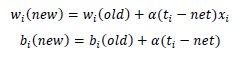 wᵢ(new) = wᵢ(old) + α(tᵢ − net)xᵢ
bᵢ(new) = bᵢ(old) + α(tᵢ − net)